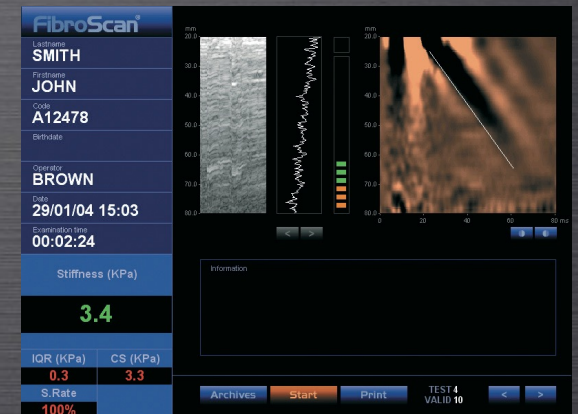 FibroScan
Lastname
SMITH
Firstname
JOHN
Code
A12478
Birthdate
Operator
BROWN
Date
29/01/04 15:03
Examination time
00:02:24
Stiffness (KPa)
3.4
IQR (KPa) CS (KPa)
0.3 3.3
S.Rate
100%
mm
20.0
30.0
40.0
50.0
60.0
70.0
80.0
mm
20.0
30.0
40.0
50.0
60.0
70.0
80.0
0 20 40 60 80 ms
< >
Information
Archives Start Print
TEST 4
VALID 10
< >